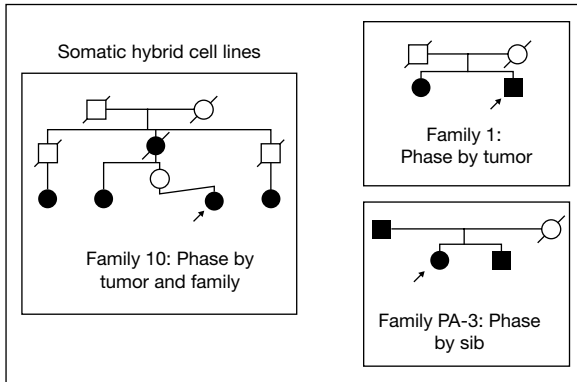 Somatic hybrid cell lines
Family 10: Phase by
tumor and family
Family 1:
Phase by tumor
Family PA-3: Phase
by sib